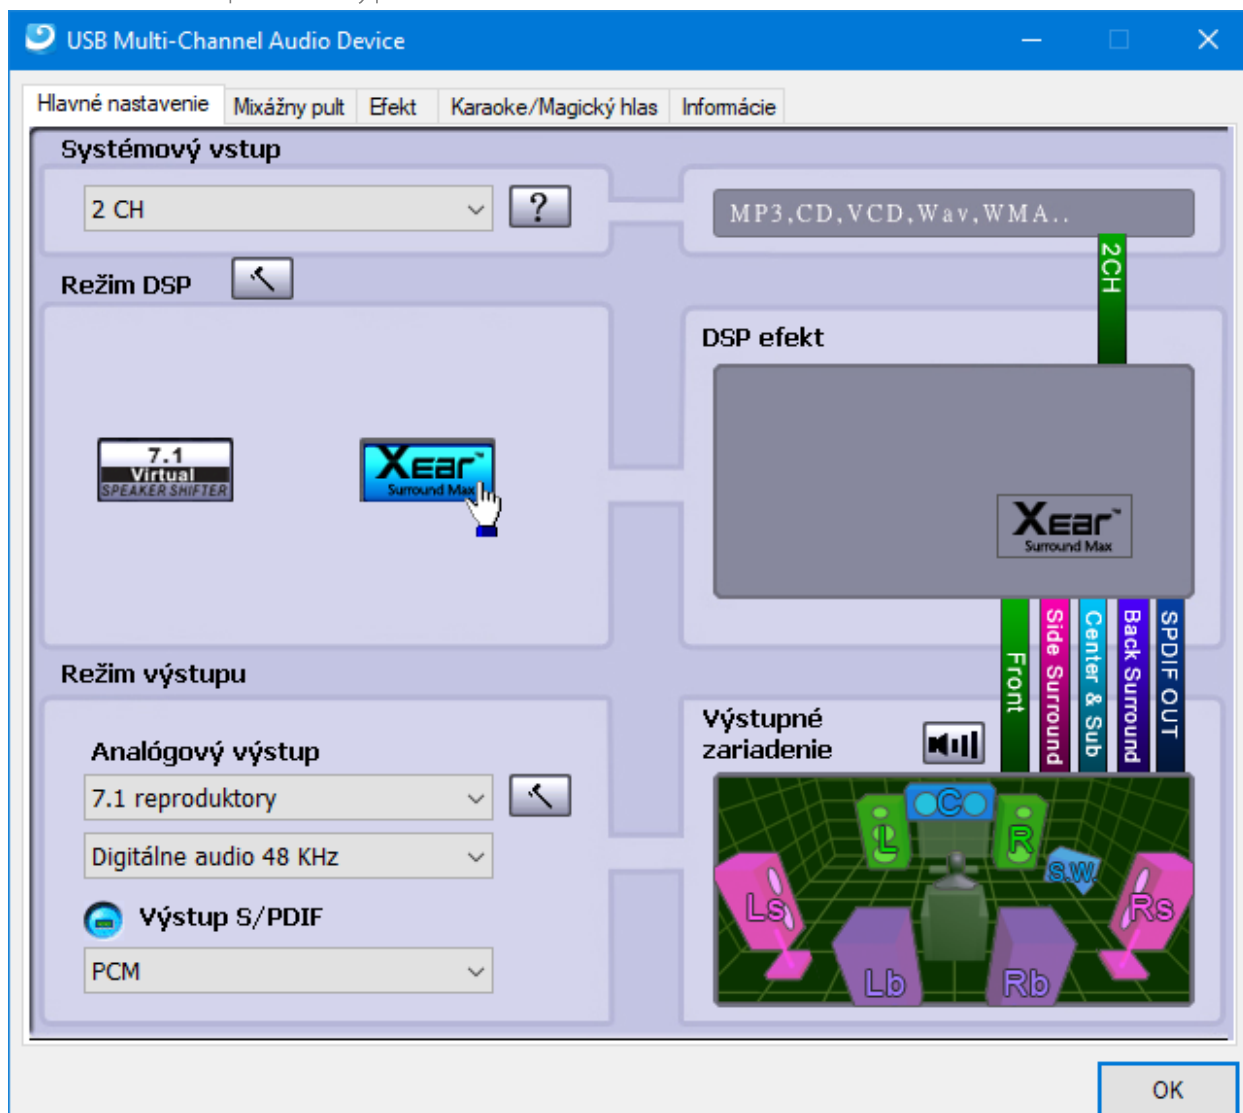 USB Multi-Channel Audio Device
Hlavné nastavenie
Mixážny pult
Efekt
Karaoke/Magický hlas
Informácie
Systémový vstup
2 CH
?
MP3,CD,VCD,Wav,WMA..
2CH
Režim DSP
DSP efekt
7.1
Virtual
SPEAKER SHIFTER
Xear™
Surround Max
Xear™
Surround Max
Front
Side Surround
Center & Sub
Back Surround
SPDIF OUT
Režim výstupu
Analógový výstup
7.1 reproduktory
Digitálne audio 48 KHz
Výstup S/PDIF
PCM
Výstupné
zariadenie
C
L
R
S.W.
Ls
Rs
Lb
Rb
OK